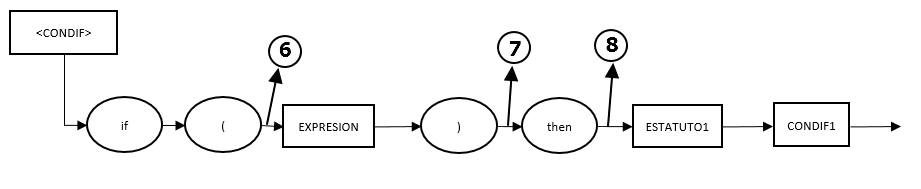 <CONDIF>
6
7
8
if
(
EXPRESION
)
then
ESTATUTO1
CONDIF1